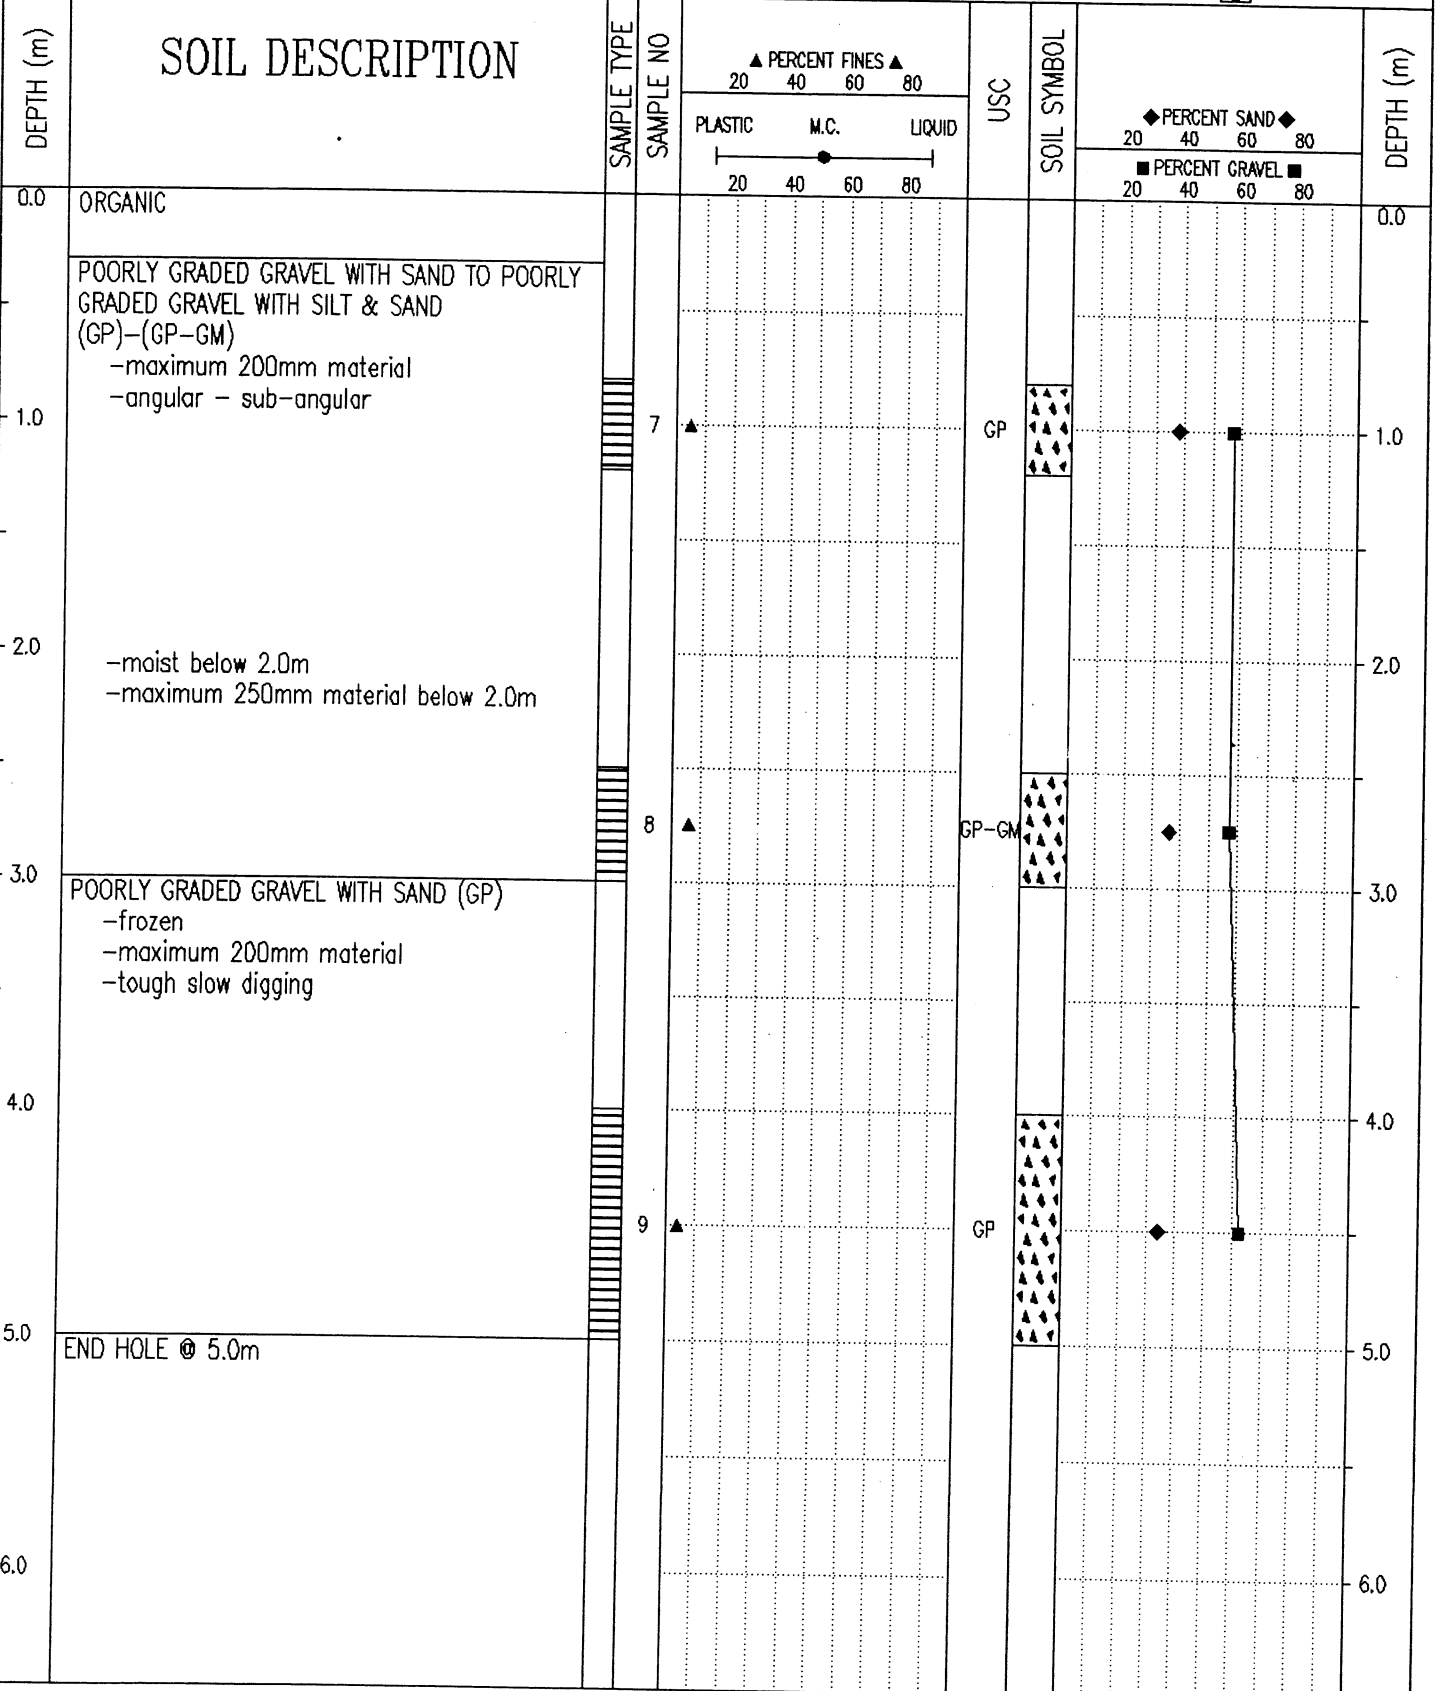 DEPTH (m)
SOIL DESCRIPTION
SAMPLE TYPE
SAMPLE NO
▲ PERCENT FINES ▲
20 40 60 80
PLASTIC M.C. LIQUID
20 40 60 80
USC
SOIL SYMBOL
◆PERCENT SAND◆
20 40 60 80
■ PERCENT GRAVEL ■
20 40 60 80
DEPTH (m)
0.0 ORGANIC 0.0
POORLY GRADED GRAVEL WITH SAND TO POORLY
GRADED GRAVEL WITH SILT & SAND
(GP)-(GP-GM)
-maximum 200mm material
-angular - sub-angular
1.0 7 GP 1.0
2.0 2.0
-moist below 2.0m
-maximum 250mm material below 2.0m
8 GP-GM
3.0 3.0
POORLY GRADED GRAVEL WITH SAND (GP)
-frozen
-maximum 200mm material
-tough slow digging
4.0 4.0
9 GP
5.0 5.0
END HOLE @ 5.0m
6.0 6.0